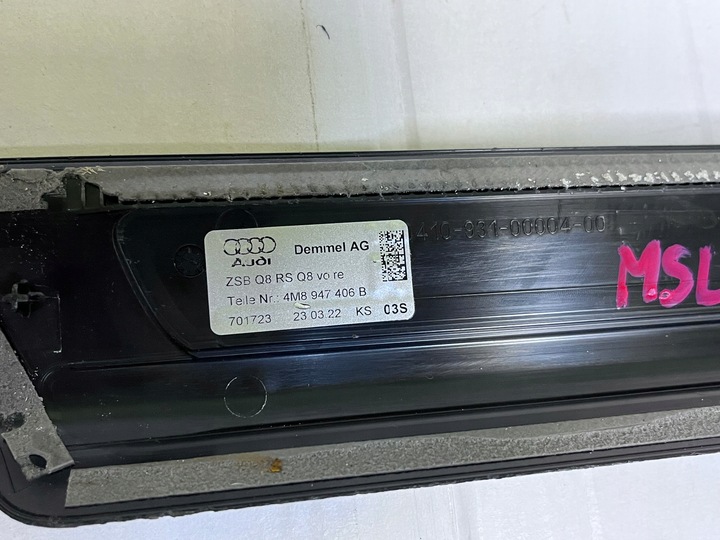 410-931-00004-00
Audi Demmel AG
ZSB Q8 RS Q8 vo re
Teile Nr.: 4M8 947 406 B
701723 23.03.22 KS 03S
MSL